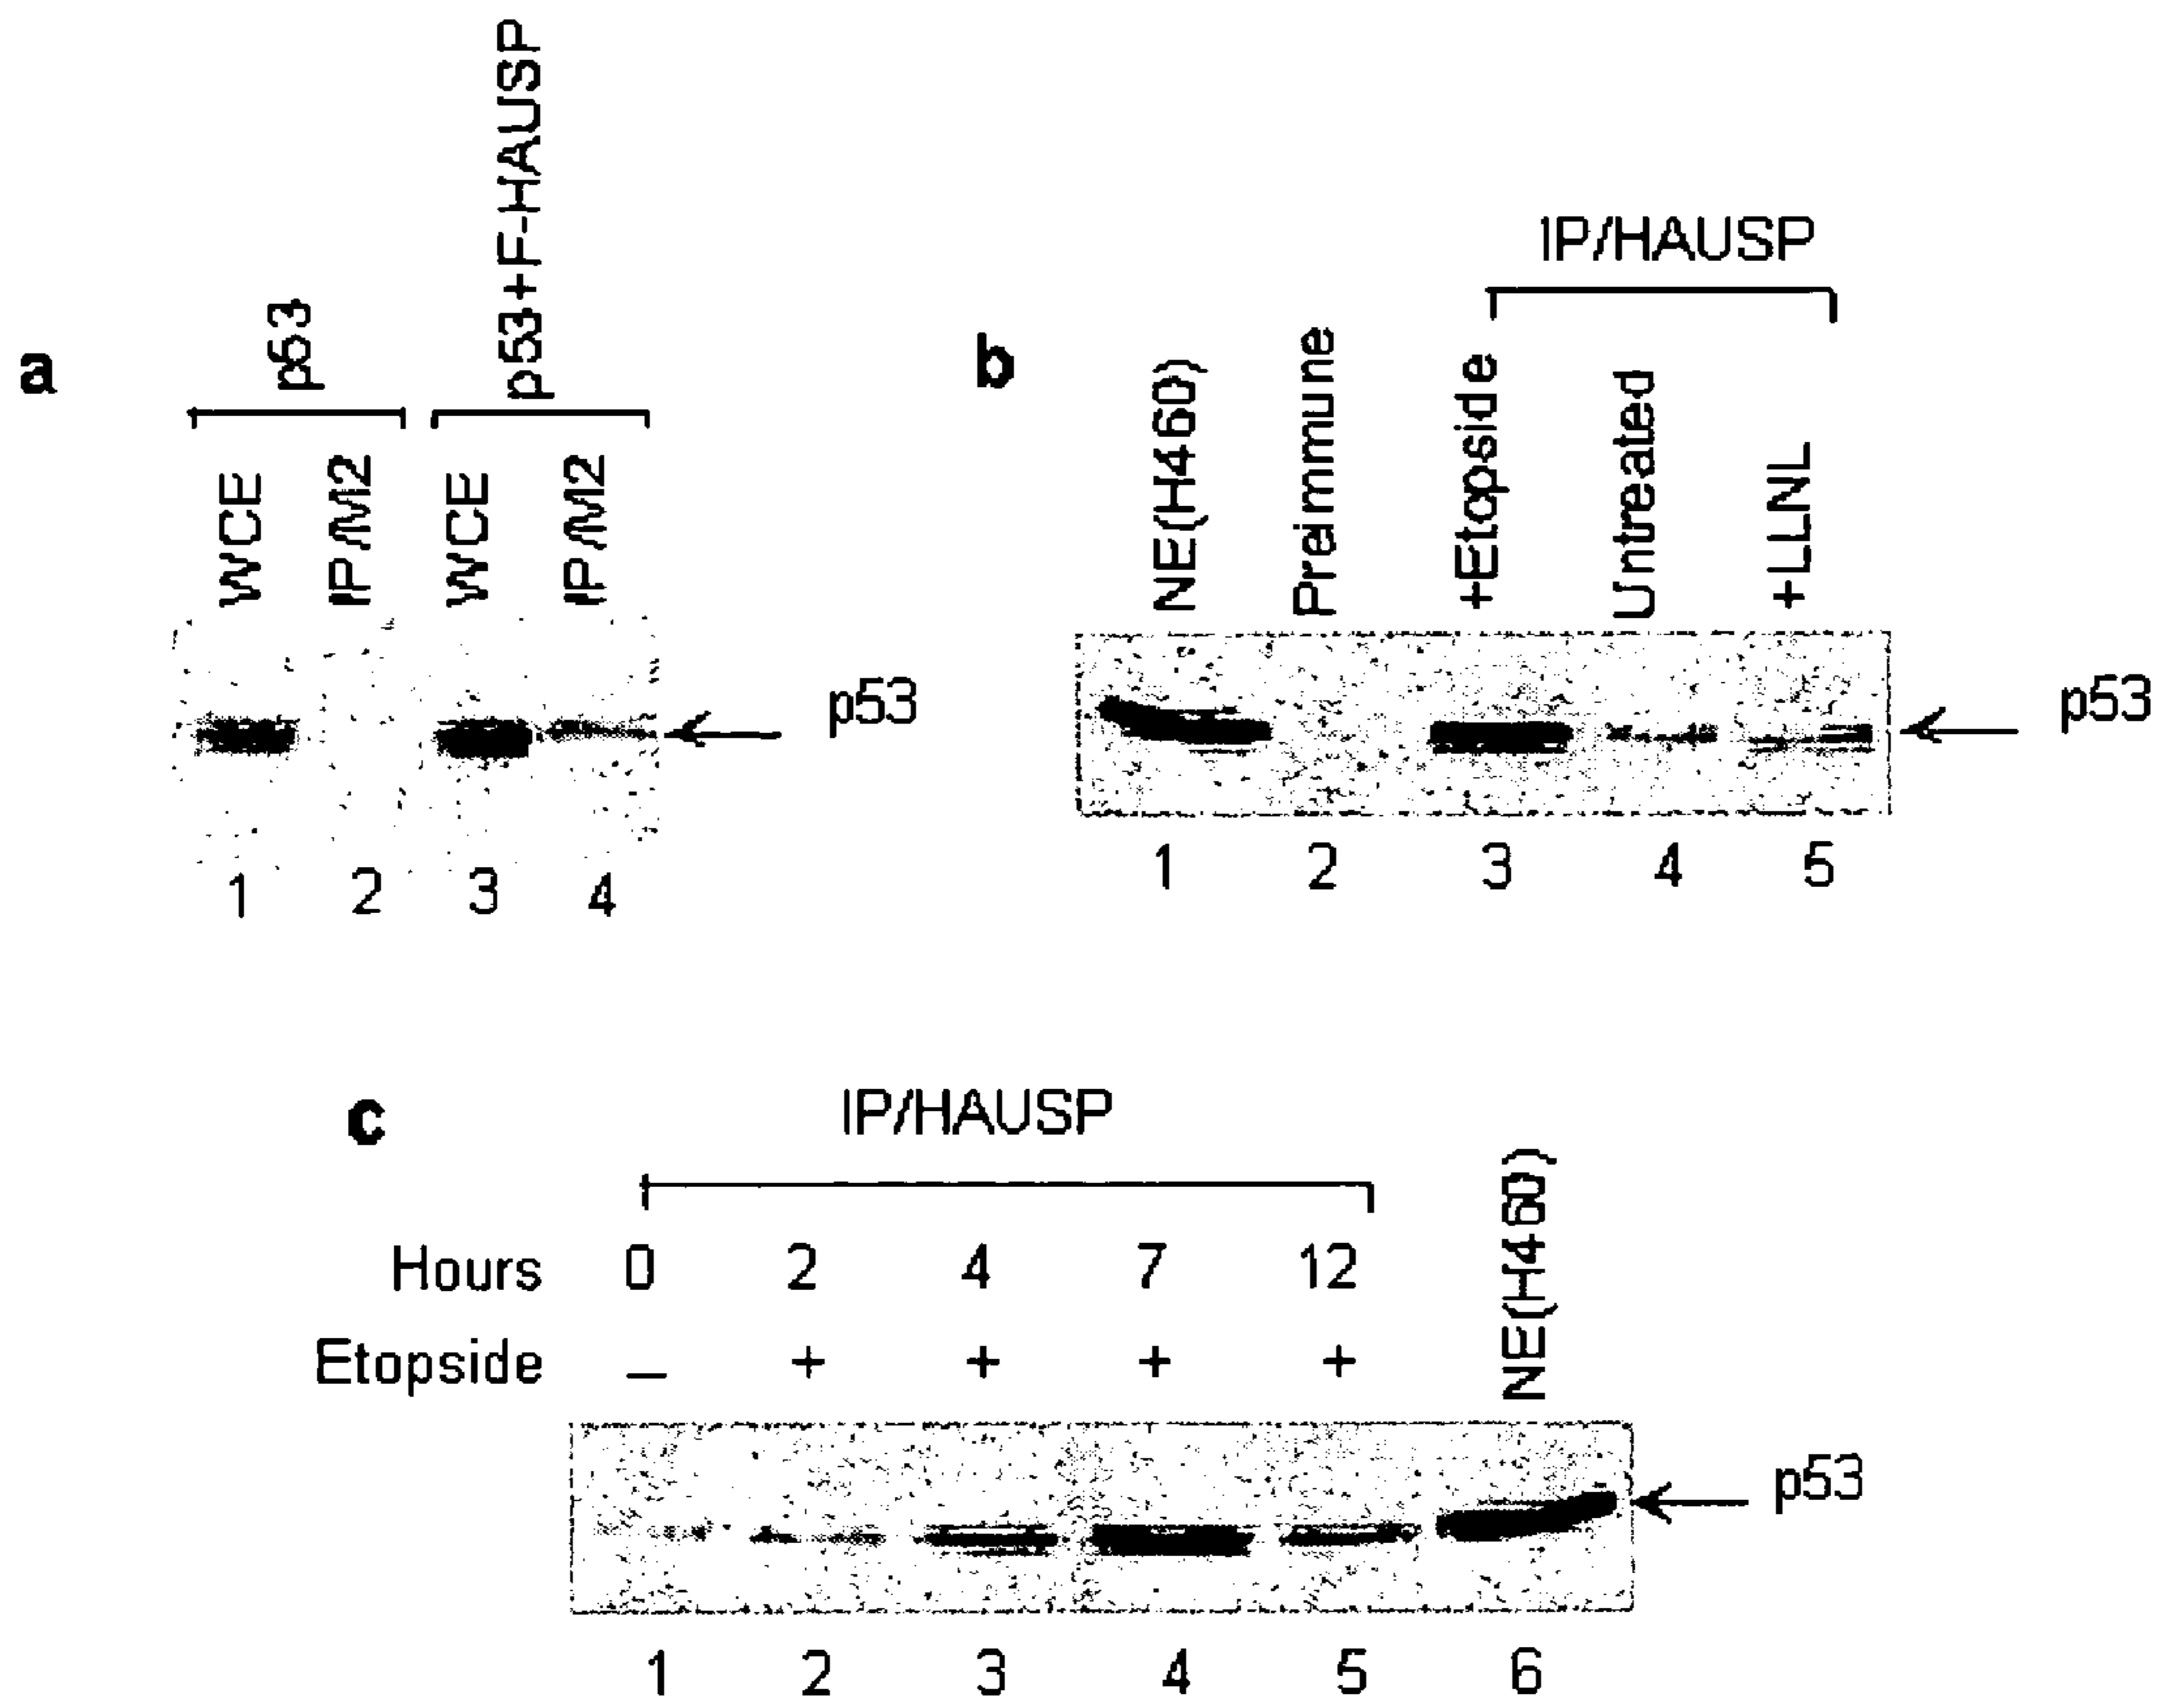 a
p53
p53+F-HAUSP
WCE
IP/M2
WCE
IP/M2
p53
1 2 3 4
b
IP/HAUSP
NE(H460)
Preimmune
+Etopside
Untreated
+LLNL
p53
1 2 3 4 5
c
IP/HAUSP
NE(H460)
Hours 0 2 4 7 12
Etopside – + + + +
p53
1 2 3 4 5 6